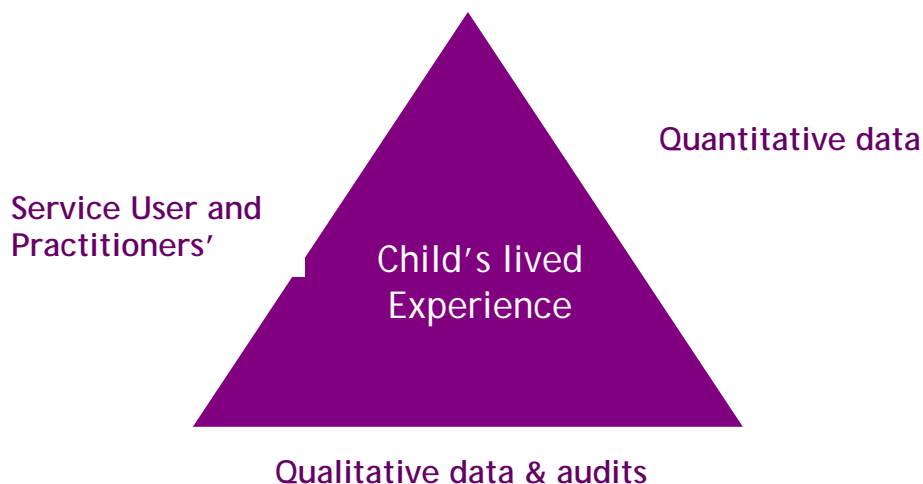 Quantitative data
Service User and
Practitioners’
Child’s lived
Experience
Qualitative data & audits